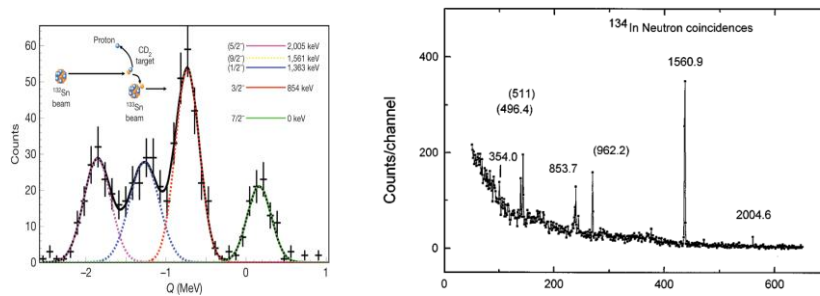 60
50
40
30
20
10
0
Counts
−2
−1
0
1
Q (MeV)
Proton
CD2
target
132Sn
beam
133Sn
beam
(5/2−) 2,005 keV
(9/2−) 1,561 keV
(1/2−) 1,363 keV
3/2− 854 keV
7/2− 0 keV
134In Neutron coincidences
500
400
200
0
Counts/channel
0
200
400
600
354.0
(511)
(496.4)
853.7
(962.2)
1560.9
2004.6